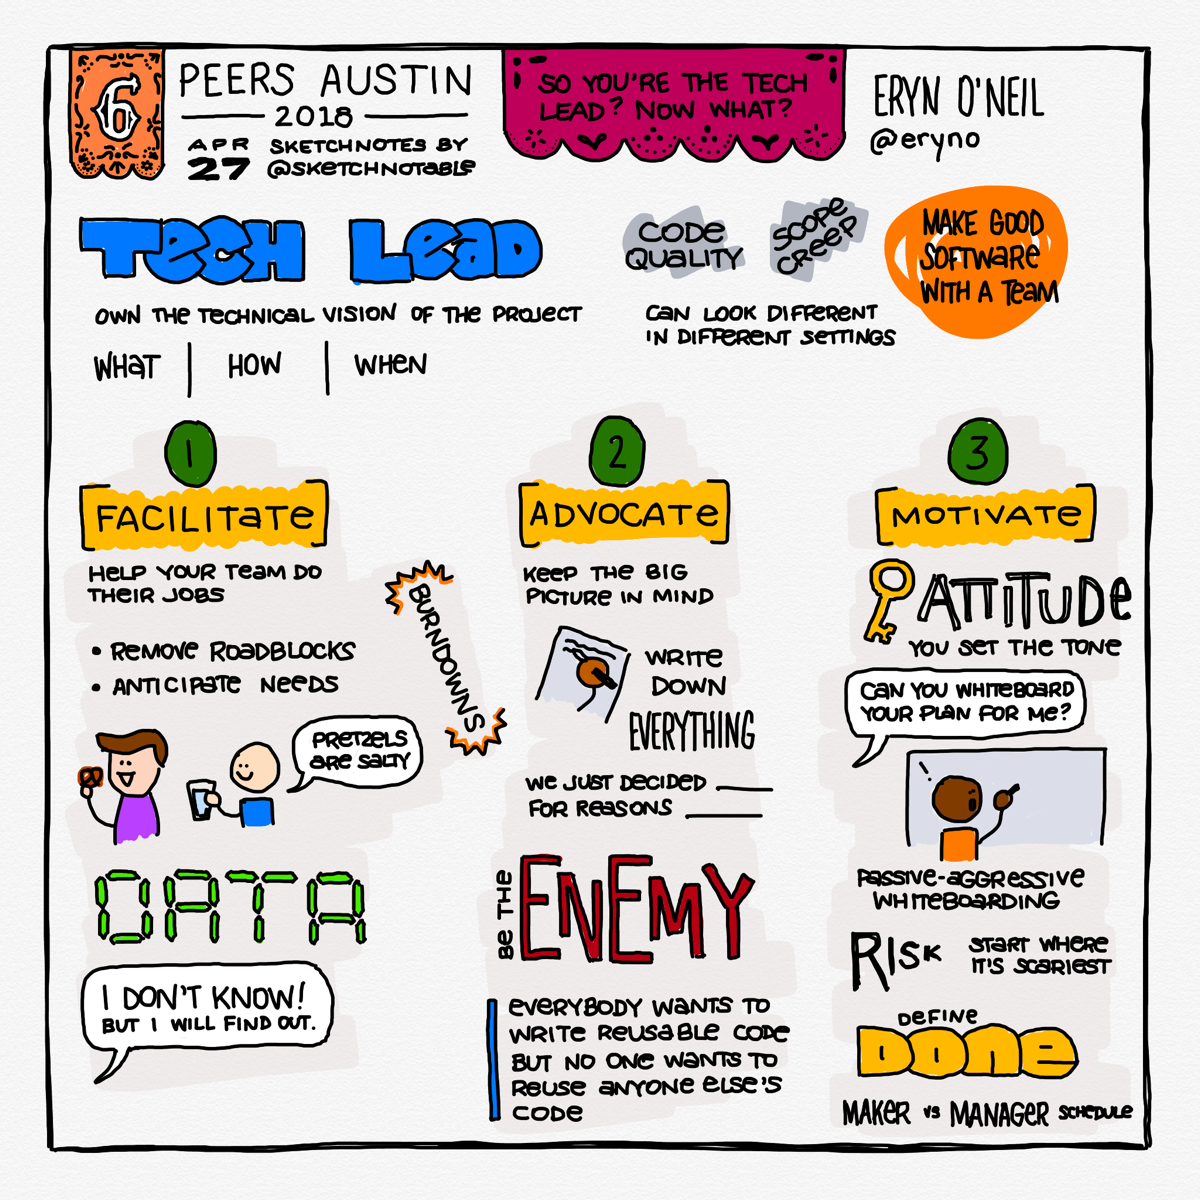 6
PEERS AUSTIN
2018
APR
27
SKETCHNOTES BY
@SKETCHNOTABLE
SO YOU'RE THE TECH
LEAD? NOW WHAT?
ERYN O'NEIL
@eryno
TECH LEAD
OWN THE TECHNICAL VISION OF THE PROJECT
WHAT | HOW | WHEN
CODE
QUALITY
SCOPE
CREEP
CAN LOOK DIFFERENT
IN DIFFERENT SETTINGS
MAKE GOOD
SOFTWARE
WITH A TEAM
1
FACILITATE
HELP YOUR TEAM DO
THEIR JOBS
• REMOVE ROADBLOCKS
• ANTICIPATE NEEDS
PRETZELS
ARE SALTY
BURNDOWNS
DATA
I DON'T KNOW!
BUT I WILL FIND OUT.
2
ADVOCATE
KEEP THE BIG
PICTURE IN MIND
WRITE
DOWN
EVERYTHING
WE JUST DECIDED ____
FOR REASONS ____
BE THE
ENEMY
EVERYBODY WANTS TO
WRITE REUSABLE CODE
BUT NO ONE WANTS TO
REUSE ANYONE ELSE'S
CODE
3
MOTIVATE
ATTITUDE
YOU SET THE TONE
CAN YOU WHITEBOARD
YOUR PLAN FOR ME?
PASSIVE-AGGRESSIVE
WHITEBOARDING
RISK
START WHERE
IT'S SCARIEST
DEFINE
DONE
MAKER VS MANAGER SCHEDULE